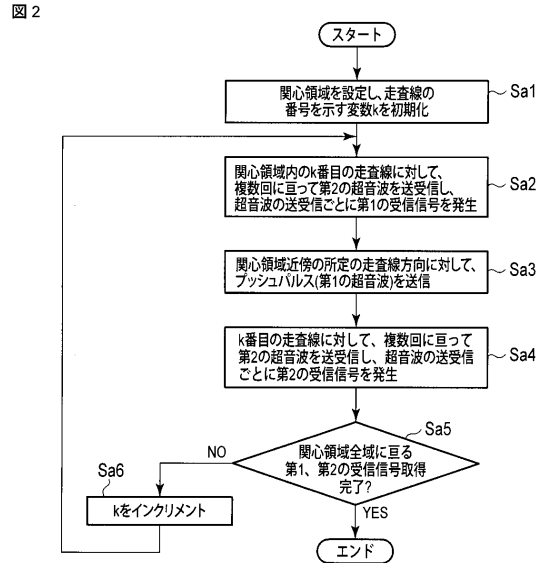 図2
スタート
関心領域を設定し、走査線の
番号を示す変数kを初期化
Sa1
関心領域内のk番目の走査線に対して、
複数回に亘って第2の超音波を送受信し、
超音波の送受信ごとに第1の受信信号を発生
Sa2
関心領域近傍の所定の走査線方向に対して、
プッシュパルス(第1の超音波)を送信
Sa3
k番目の走査線に対して、複数回に亘って
第2の超音波を送受信し、超音波の送受信
ごとに第2の受信信号を発生
Sa4
Sa5
関心領域全域に亘る
第1、第2の受信信号取得
完了?
NO
Sa6
kをインクリメント
YES
エンド